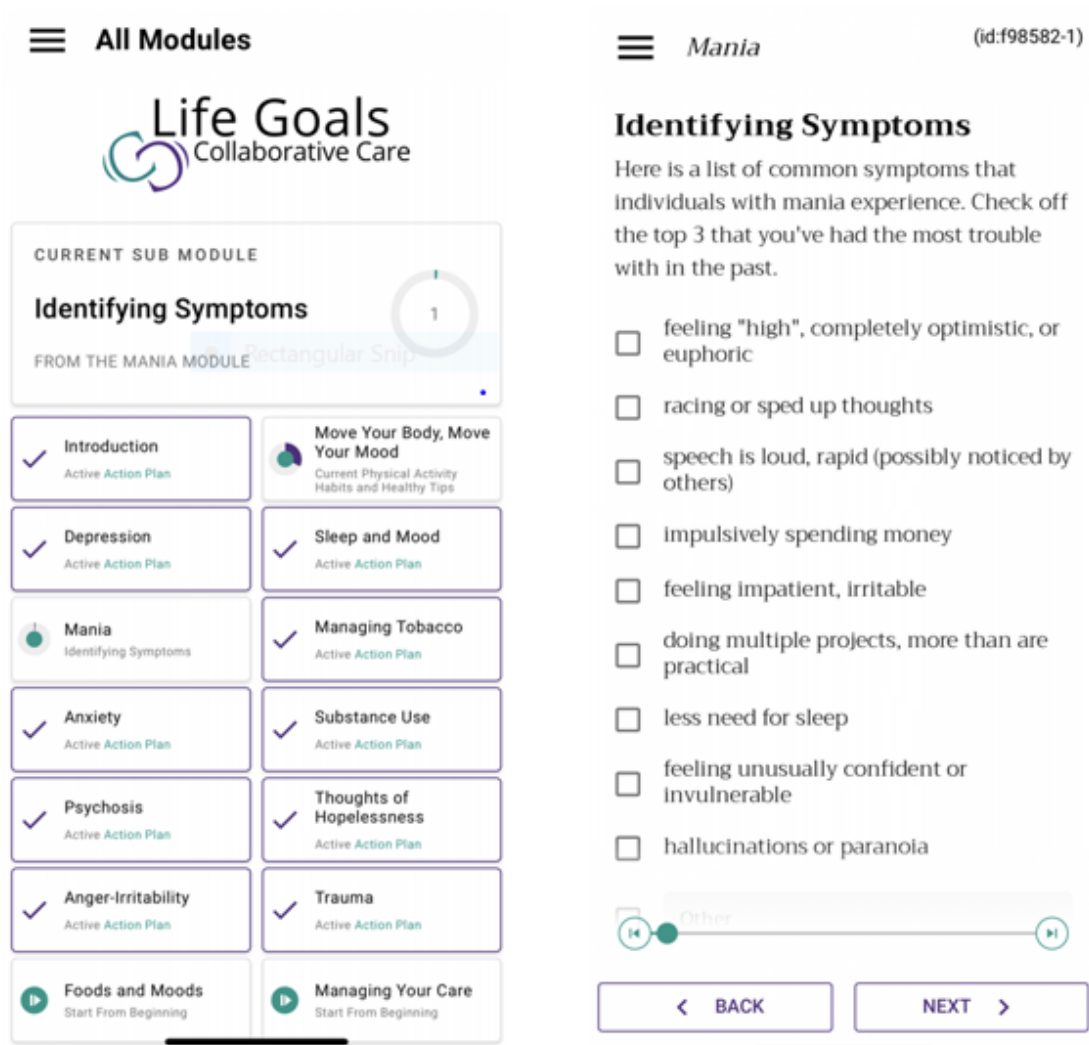 All Modules
Life Goals
Collaborative Care
CURRENT SUB MODULE
Identifying Symptoms
1
Rectangular Snip
FROM THE MANIA MODULE
Introduction
Active Action Plan
Move Your Body, Move
Your Mood
Current Physical Activity
Habits and Healthy Tips
Depression
Active Action Plan
Sleep and Mood
Active Action Plan
Mania
Identifying Symptoms
Managing Tobacco
Active Action Plan
Anxiety
Active Action Plan
Substance Use
Active Action Plan
Psychosis
Active Action Plan
Thoughts of
Hopelessness
Active Action Plan
Anger-Irritability
Active Action Plan
Trauma
Active Action Plan
Foods and Moods
Start From Beginning
Managing Your Care
Start From Beginning
Mania
(id:f98582-1)
Identifying Symptoms
Here is a list of common symptoms that
individuals with mania experience. Check off
the top 3 that you've had the most trouble
with in the past.
feeling "high", completely optimistic, or
euphoric
racing or sped up thoughts
speech is loud, rapid (possibly noticed by
others)
impulsively spending money
feeling impatient, irritable
doing multiple projects, more than are
practical
less need for sleep
feeling unusually confident or
invulnerable
hallucinations or paranoia
Other
BACK
NEXT